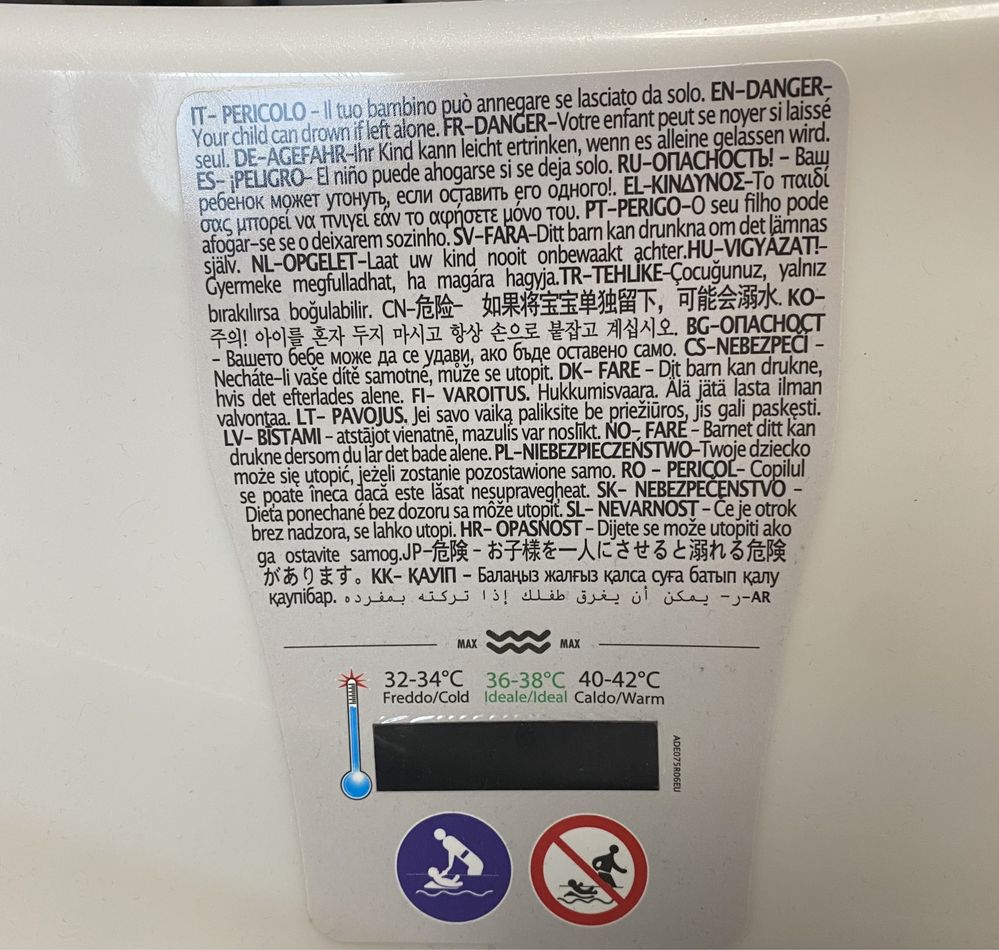 IT- PERICOLO - Il tuo bambino può annegare se lasciato da solo. EN-DANGER-
Your child can drown if left alone. FR-DANGER-Votre enfant peut se noyer si laissé
seul. DE-AGEFAHR-Ihr Kind kann leicht ertrinken, wenn es alleine gelassen wird.
ES- ¡PELIGRO- El niño puede ahogarse si se deja solo. RU-ОПАСНОСТЬ! - Ваш
ребенок может утонуть, если оставить его одного!. EL-ΚΙΝΔΥΝΟΣ-Το παιδί
σας μπορεί να πνιγεί εάν το αφήσετε μόνο του. PT-PERIGO-O seu filho pode
afogar-se se o deixarem sozinho. SV-FARA-Ditt barn kan drunkna om det lämnas
själv. NL-OPGELET-Laat uw kind nooit onbewaakt achter.HU-VIGYÁZAT!-
Gyermeke megfulladhat, ha magára hagyja.TR-TEHLİKE-Çocuğunuz, yalnız
bırakılırsa boğulabilir. CN-危险- 如果将宝宝单独留下，可能会溺水. KO-
주의! 아이를 혼자 두지 마시고 항상 손으로 붙잡고 계십시오. BG-ОПАСНОСТ
- Вашето бебе може да се удави, ако бъде оставено само. CS-NEBEZPEČÍ -
Necháte-li vaše dítě samotné, může se utopit. DK- FARE - Dit barn kan drukne,
hvis det efterlades alene. FI- VAROITUS. Hukkumisvaara. Älä jätä lasta ilman
valvontaa. LT- PAVOJUS. Jei savo vaiką paliksite be priežiūros, jis gali paskęsti.
LV- BĪSTAMI - atstājot vienatnē, mazulis var noslīkt. NO- FARE - Barnet ditt kan
drukne dersom du lar det bade alene. PL-NIEBEZPIECZEŃSTWO-Twoje dziecko
może się utopić, jeżeli zostanie pozostawione samo. RO - PERICOL- Copilul
se poate îneca dacă este lăsat nesupravegheat. SK- NEBEZPEČENSTVO -
Dieťa ponechané bez dozoru sa môže utopiť. SL- NEVARNOST - Če je otrok
brez nadzora, se lahko utopi. HR- OPASNOST - Dijete se može utopiti ako
ga ostavite samog.JP-危険 - お子様を一人にさせると溺れる危険
があります。KK- ҚАУІП - Балаңыз жалғыз қалса суға батып қалу
қаупібар. ر- يمكن أن يغرق طفلك إذا تركته بمفرده-AR
MAX MAX
32-34°C 36-38°C 40-42°C
Freddo/Cold Ideale/Ideal Caldo/Warm
ADE075R06EU